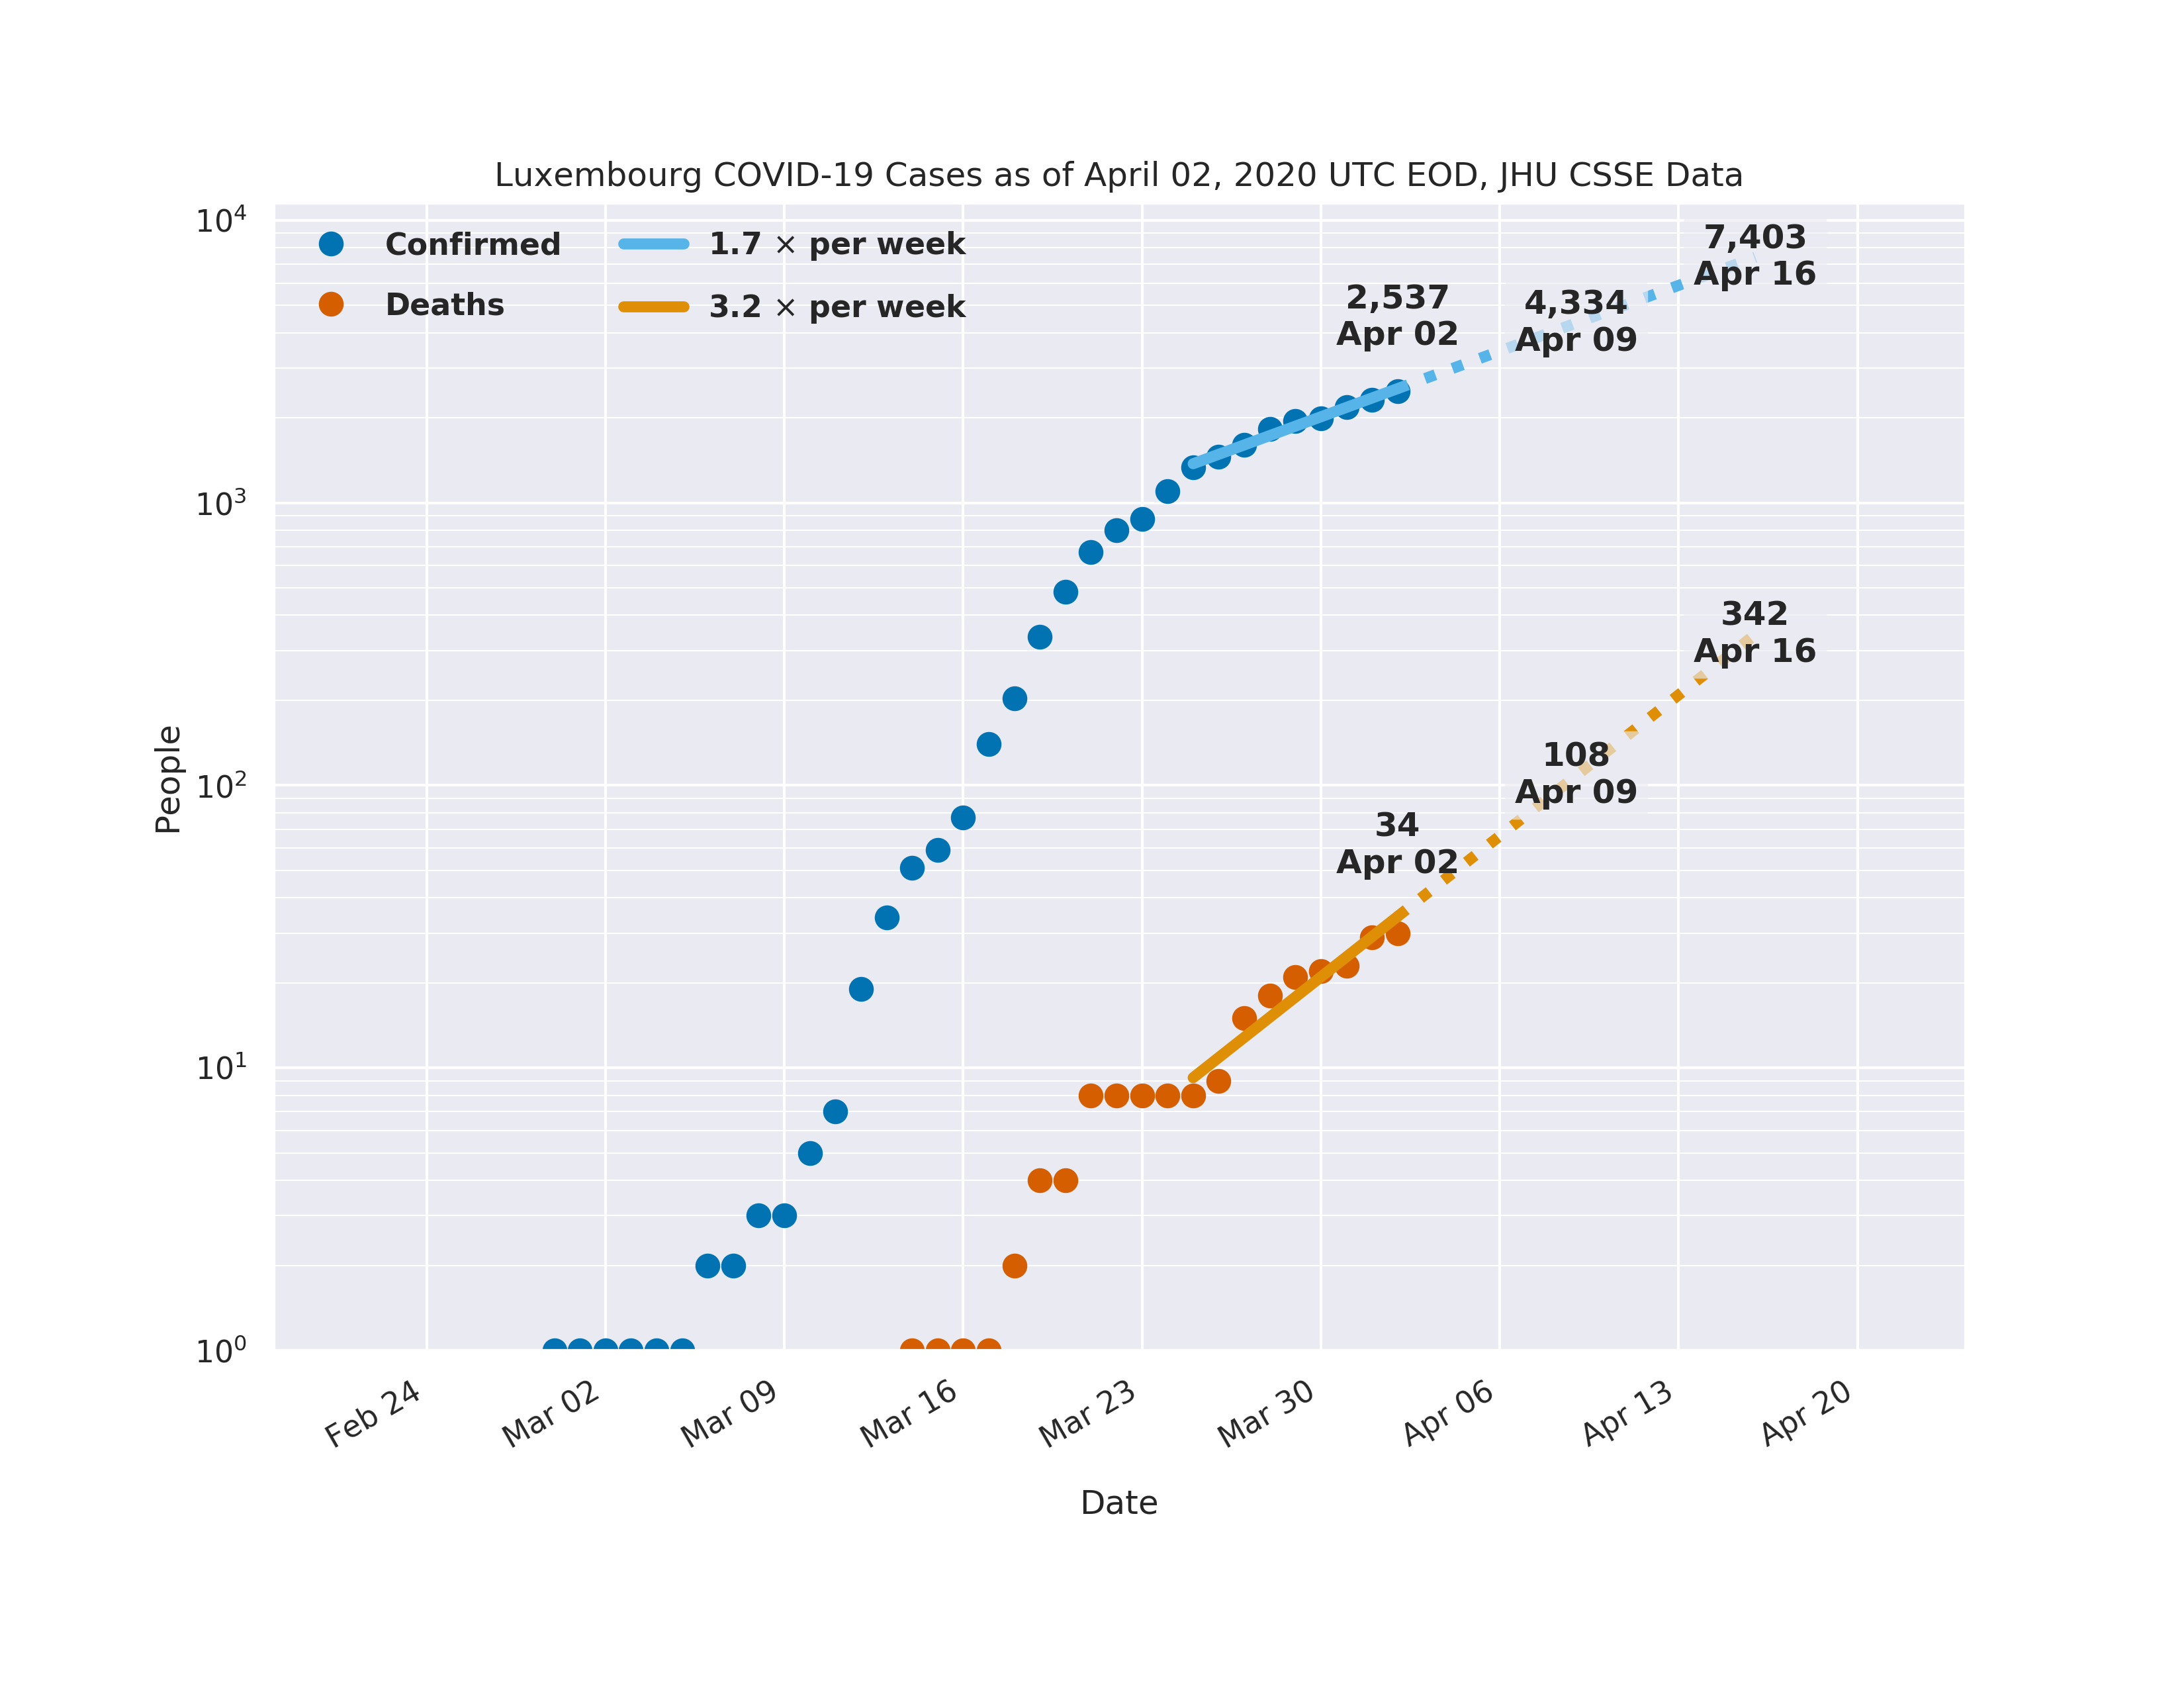 Luxembourg COVID-19 Cases as of April 02, 2020 UTC EOD, JHU CSSE Data
Confirmed
Deaths
1.7 × per week
3.2 × per week
2,537
Apr 02
4,334
Apr 09
7,403
Apr 16
34
Apr 02
108
Apr 09
342
Apr 16
People
10⁴
10³
10²
10¹
10⁰
Feb 24
Mar 02
Mar 09
Mar 16
Mar 23
Mar 30
Apr 06
Apr 13
Apr 20
Date